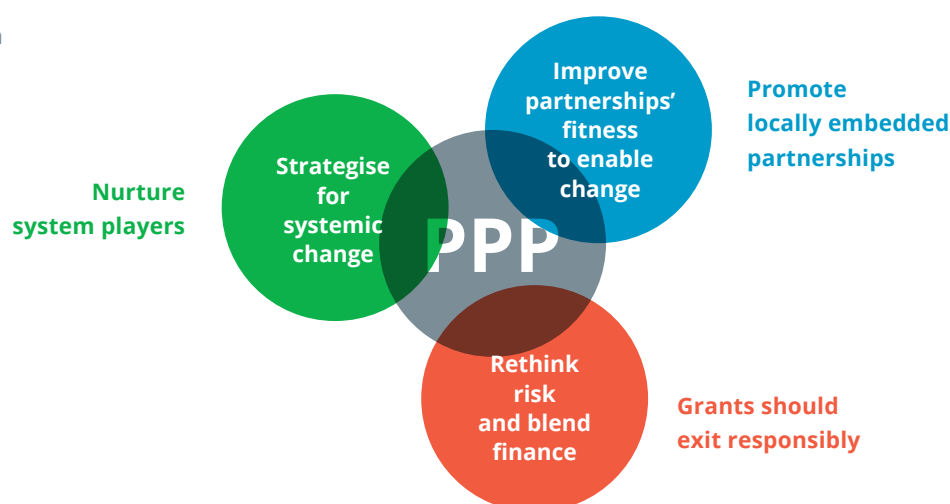 Improve
partnerships'
fitness
to enable
change
Promote
locally embedded
partnerships
Strategise
for
systemic
change
Nurture
system players
PPP
Rethink
risk
and blend
finance
Grants should
exit responsibly